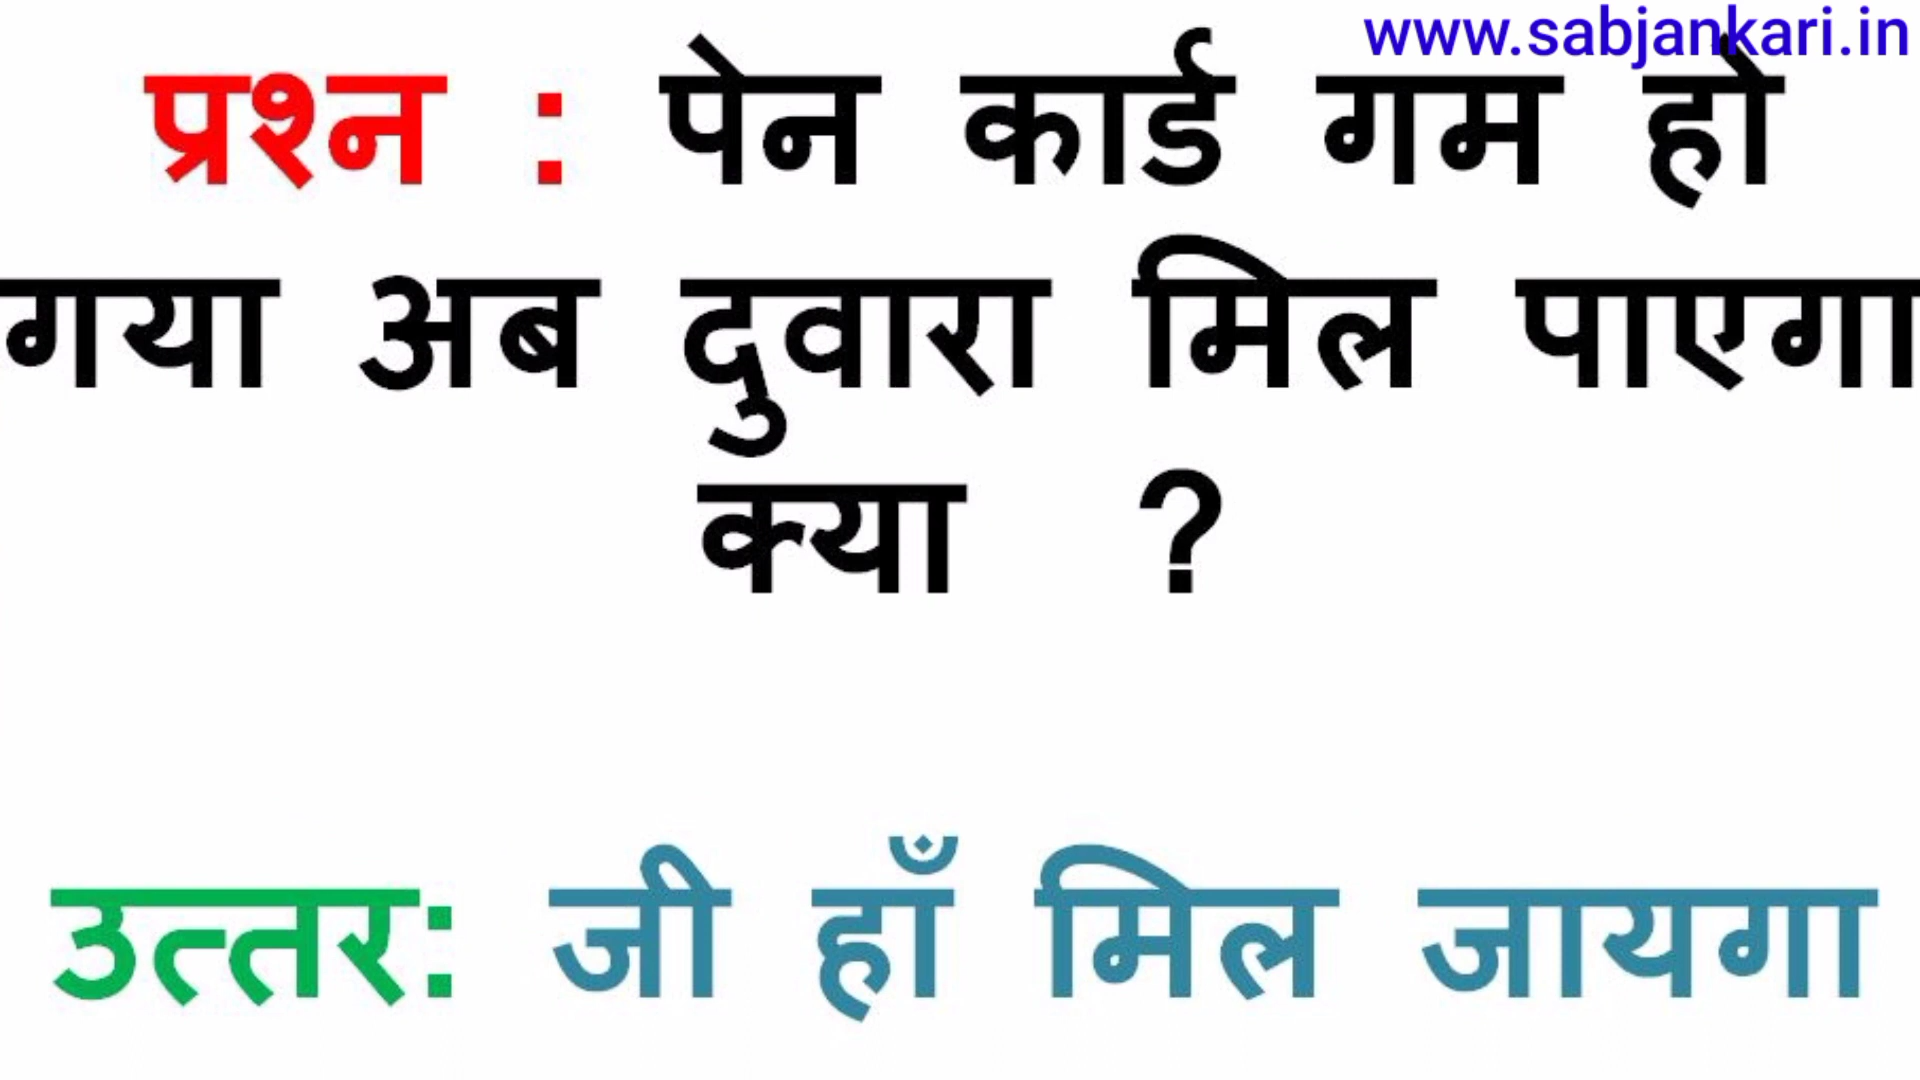 www.sabjankari.in
प्रश्न : पेन कार्ड गम हो
गया अब दुवारा मिल पाएगा
क्या ?
उत्तर: जी हाँ मिल जायगा